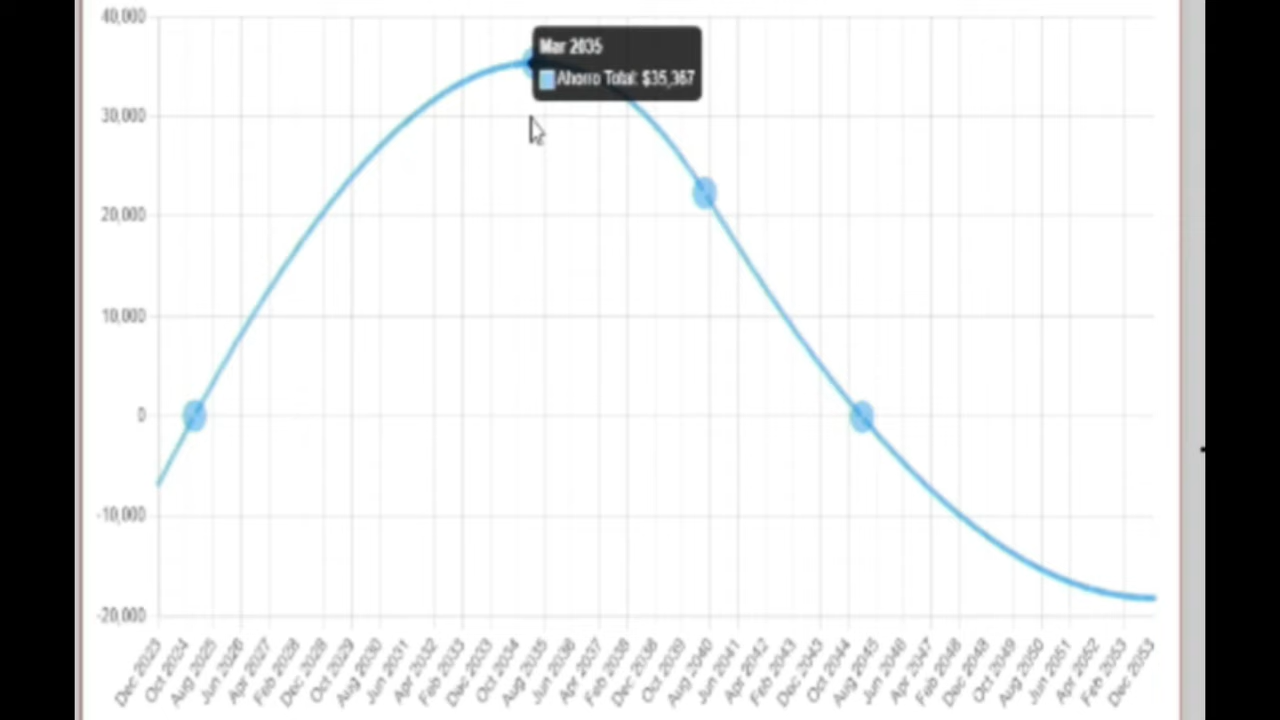 40,000
Mar 2035
Ahorro Total: $35,367
30,000
20,000
10,000
0
-10,000
-20,000
Dec 2023
Oct 2024
Aug 2025
Jun 2026
Apr 2027
Feb 2028
Dec 2028
Oct 2029
Aug 2030
Jun 2031
Apr 2032
Feb 2033
Dec 2033
Oct 2034
Aug 2035
Jun 2036
Apr 2037
Feb 2038
Dec 2038
Oct 2039
Aug 2040
Jun 2041
Apr 2042
Feb 2043
Dec 2043
Oct 2044
Aug 2045
Jun 2046
Apr 2047
Feb 2048
Dec 2048
Oct 2049
Aug 2050
Jun 2051
Apr 2052
Feb 2053
Dec 2053